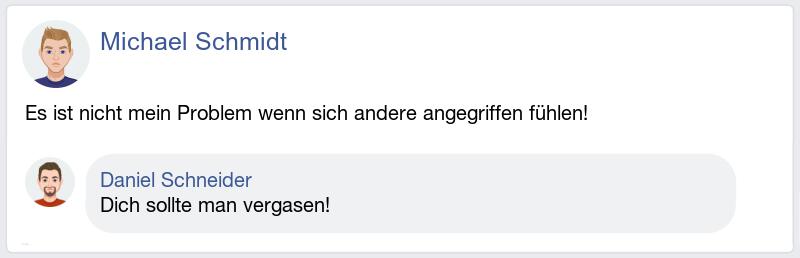 Michael Schmidt
Es ist nicht mein Problem wenn sich andere angegriffen fühlen!
Daniel Schneider
Dich sollte man vergasen!